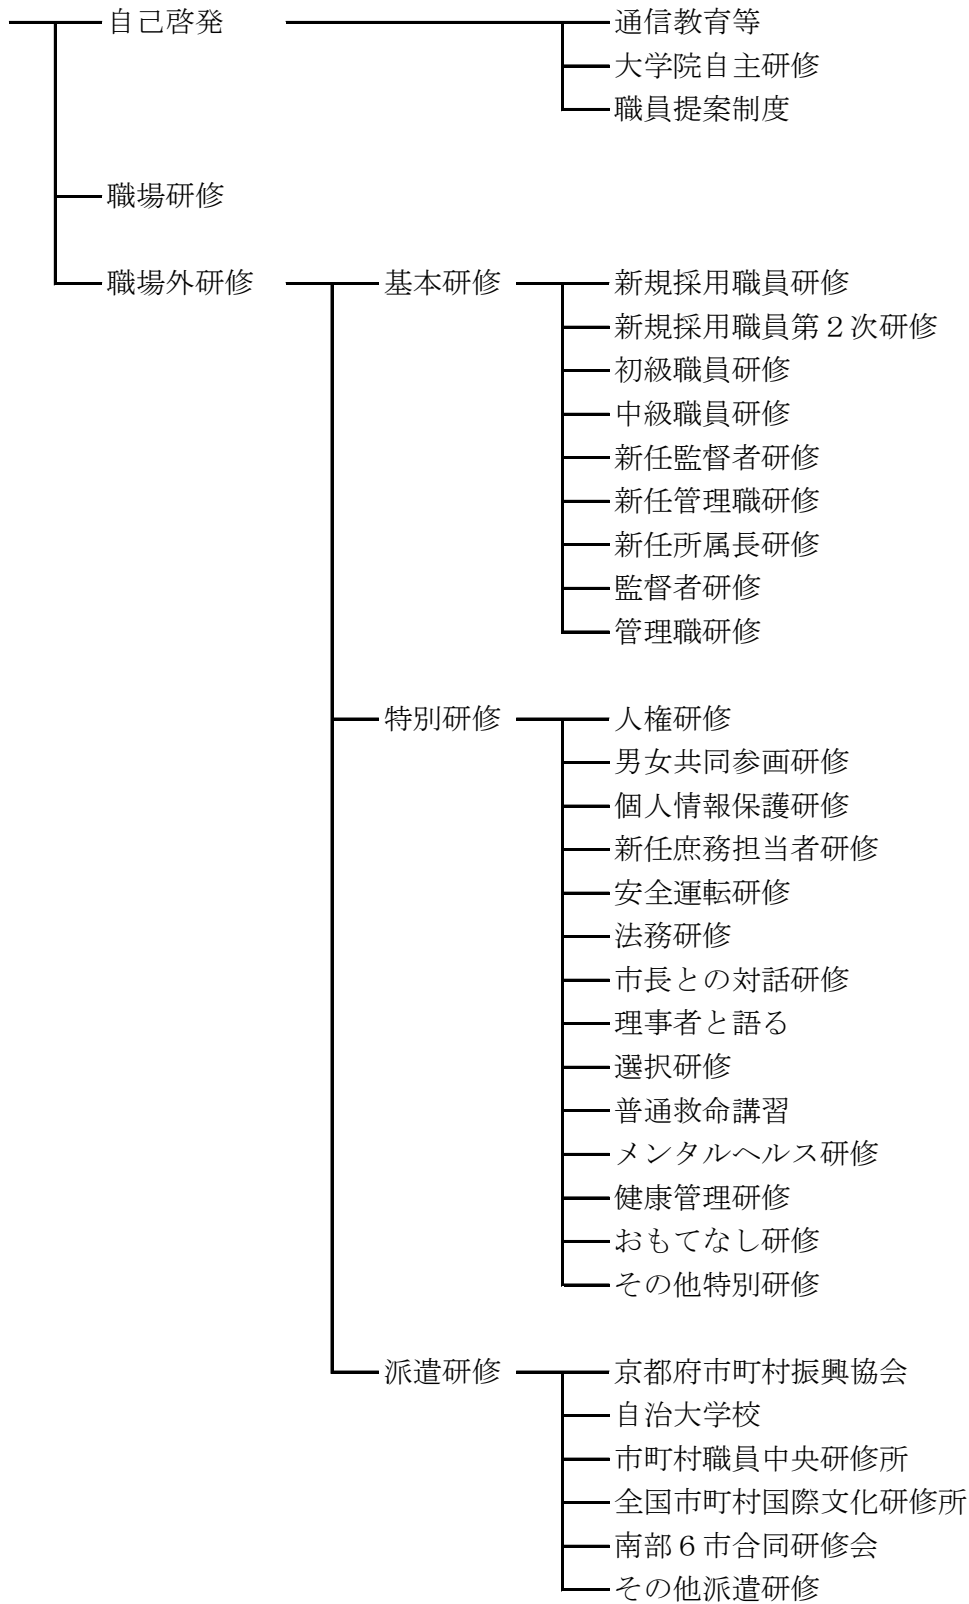 自己啓発 通信教育等
大学院自主研修
職員提案制度
職場研修
職場外研修 基本研修 新規採用職員研修
新規採用職員第２次研修
初級職員研修
中級職員研修
新任監督者研修
新任管理職研修
新任所属長研修
監督者研修
管理職研修
特別研修 人権研修
男女共同参画研修
個人情報保護研修
新任庶務担当者研修
安全運転研修
法務研修
市長との対話研修
理事者と語る
選択研修
普通救命講習
メンタルヘルス研修
健康管理研修
おもてなし研修
その他特別研修
派遣研修 京都府市町村振興協会
自治大学校
市町村職員中央研修所
全国市町村国際文化研修所
南部６市合同研修会
その他派遣研修